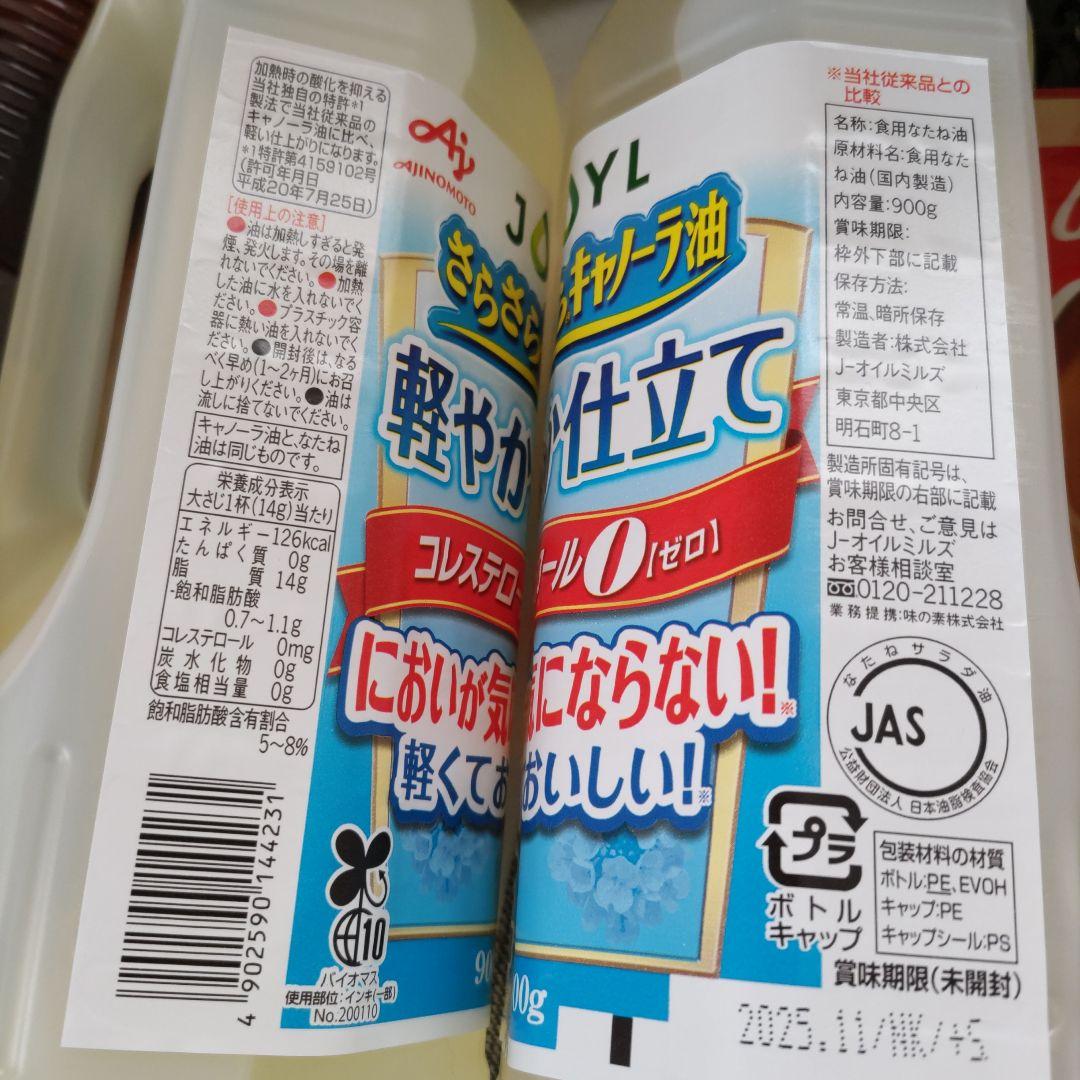 加熱時の酸化を抑える
当社独自の特許*1
製法で当社従来品の
キャノーラ油に比べ、
軽い仕上がりになります。
*1特許第4159102号
(許可年月日
平成20年7月25日)
[使用上の注意]
●油は加熱しすぎると発
煙、発火します。その場を離
れないでください。●加熱
した油に水を入れないでく
ださい。●プラスチック容
器に熱い油を入れないでく
ださい。●開封後は、なる
べく早め(1~2ヶ月)にお召
し上がりください。●油は
流しに捨てないでください。
キャノーラ油と、なたね
油は同じものです。
栄養成分表示
大さじ1杯(14g)当たり
エネルギー126kcal
たんぱく質 0g
脂質 14g
-飽和脂肪酸
0.7~1.1g
コレステロール 0mg
炭水化物 0g
食塩相当量 0g
飽和脂肪酸含有割合
5~8%
4902590144231
10
バイオマス
使用部位:インキ(一部)
No.200110
Aj
AJINOMOTO
J
さらさら
軽やか
コレステロー
においが気
軽くてお
90
OYL
らキャノーラ油
か仕立て
ロール0[ゼロ]
気にならない!※
おいしい!※
00g
※当社従来品との
比較
名称:食用なたね油
原材料名:食用なた
ね油(国内製造)
内容量:900g
賞味期限:
枠外下部に記載
保存方法:
常温、暗所保存
製造者:株式会社
J-オイルミルズ
東京都中央区
明石町8-1
製造所固有記号は、
賞味期限の右部に記載
お問合せ、ご意見は
J-オイルミルズ
お客様相談室
0120-211228
業務提携:味の素株式会社
なたねサラダ油
JAS
公益財団法人 日本油脂検査協会
プラ
ボトル
キャップ
包装材料の材質
ボトル:PE、EVOH
キャップ:PE
キャップシール:PS
賞味期限(未開封)
2025.11/NK/+S